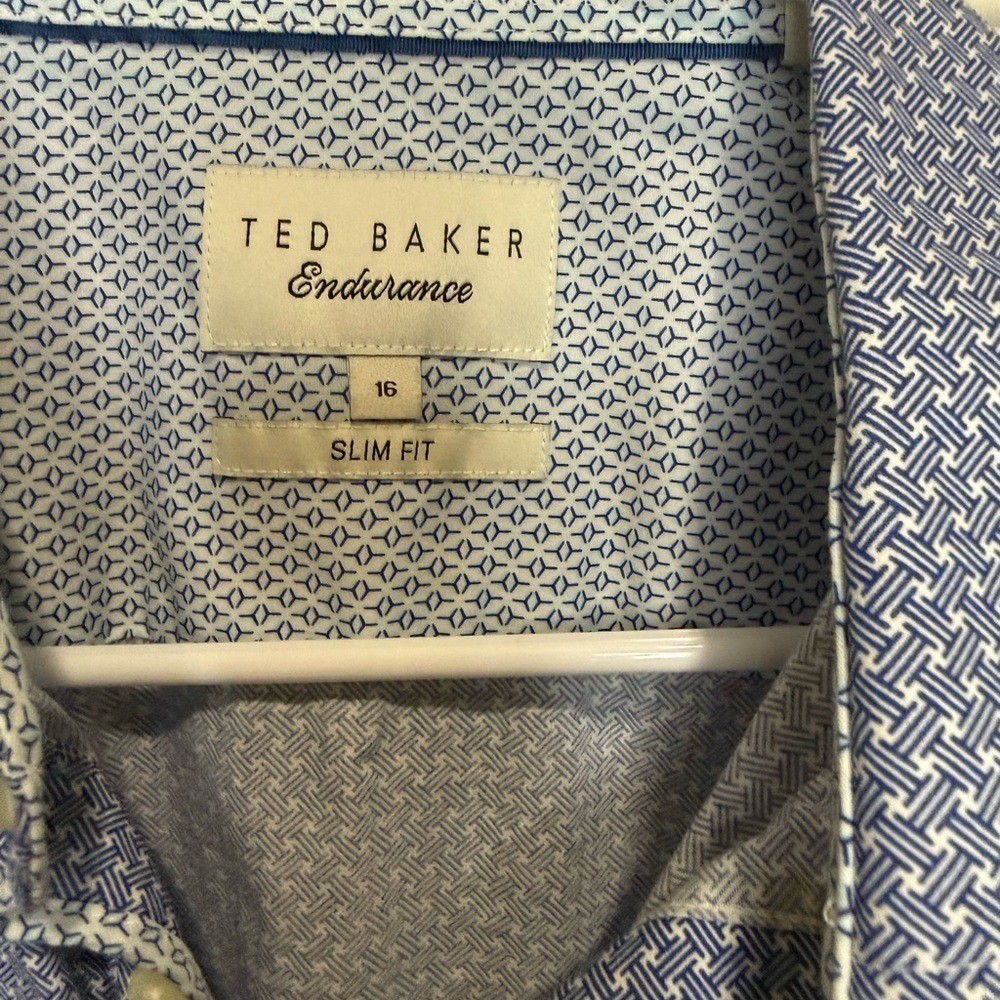 TED BAKER
Endurance
16
SLIM FIT